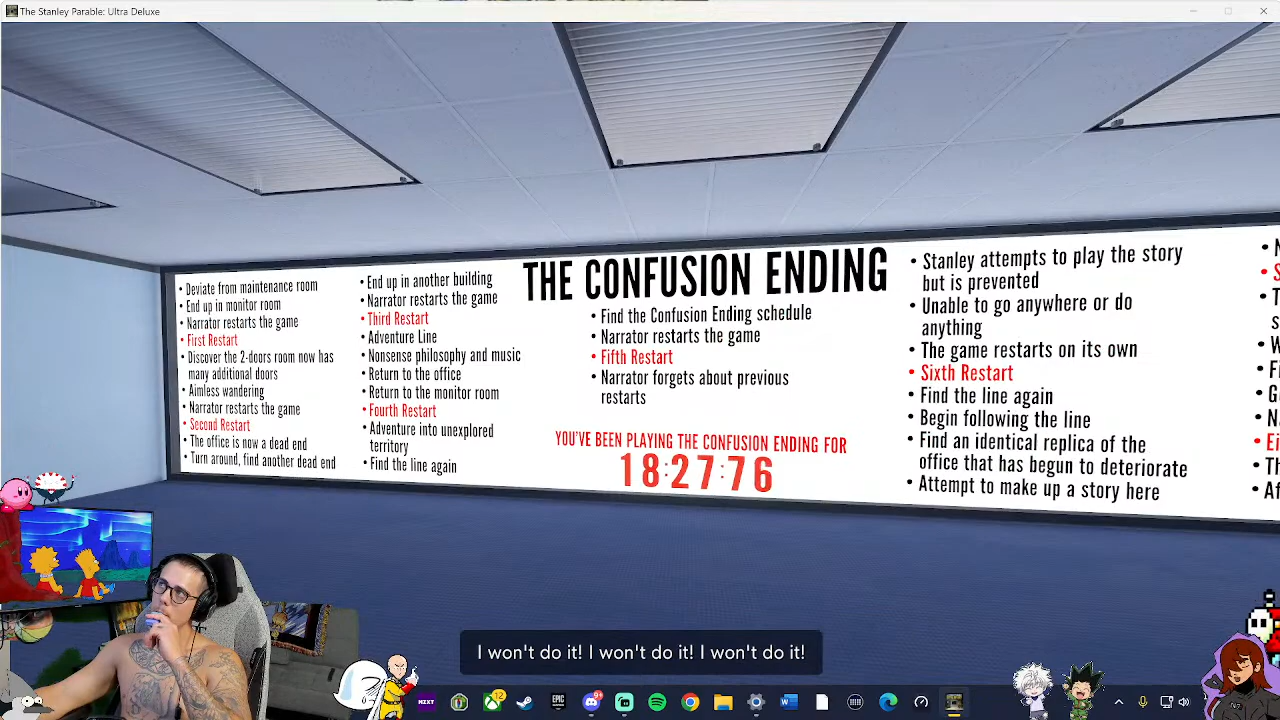 The Stanley Parable: Ultra Deluxe
• Deviate from maintenance room
• End up in monitor room
• Narrator restarts the game
• First Restart
• Discover the 2-doors room now has
many additional doors
• Aimless wandering
• Narrator restarts the game
• Second Restart
• The office is now a dead end
• Turn around, find another dead end
• End up in another building
• Narrator restarts the game
• Third Restart
• Adventure Line
• Nonsense philosophy and music
• Return to the office
• Return to the monitor room
• Fourth Restart
• Adventure into unexplored
territory
• Find the line again
THE CONFUSION ENDING
• Find the Confusion Ending schedule
• Narrator restarts the game
• Fifth Restart
• Narrator forgets about previous
restarts
YOU'VE BEEN PLAYING THE CONFUSION ENDING FOR
18:27:76
• Stanley attempts to play the story
but is prevented
• Unable to go anywhere or do
anything
• The game restarts on its own
• Sixth Restart
• Find the line again
• Begin following the line
• Find an identical replica of the
office that has begun to deteriorate
• Attempt to make up a story here
I won't do it! I won't do it! I won't do it!
NZXT
12
EPIC
9+